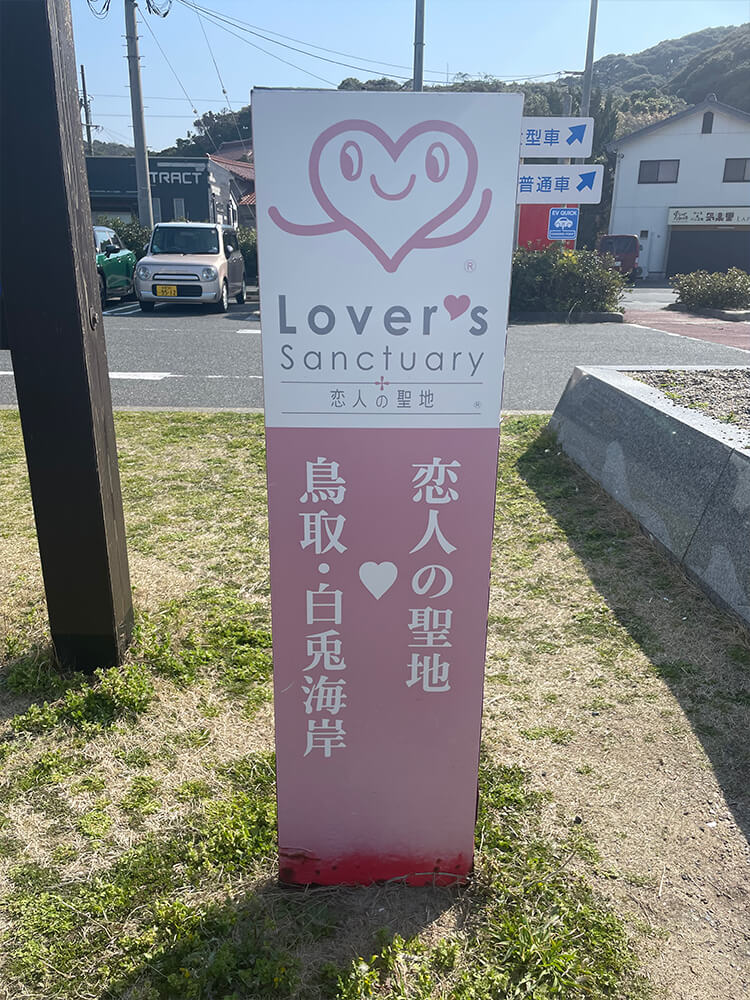 Lover's
Sanctuary
恋人の聖地
恋人の聖地
鳥取・白兎海岸
型車
普通車
EV QUICK
TRACT